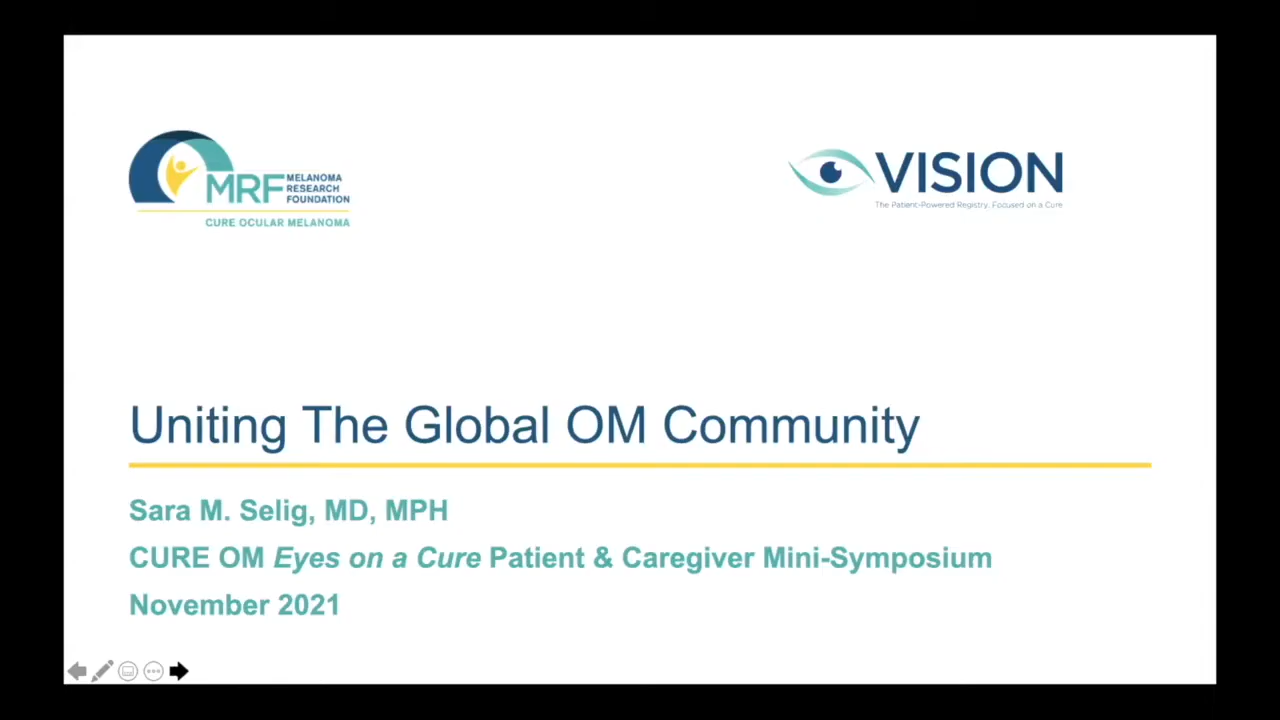 MRF MELANOMA
RESEARCH
FOUNDATION
CURE OCULAR MELANOMA
VISION
The Patient-Powered Registry. Focused on a Cure
Uniting The Global OM Community
Sara M. Selig, MD, MPH
CURE OM Eyes on a Cure Patient & Caregiver Mini-Symposium
November 2021